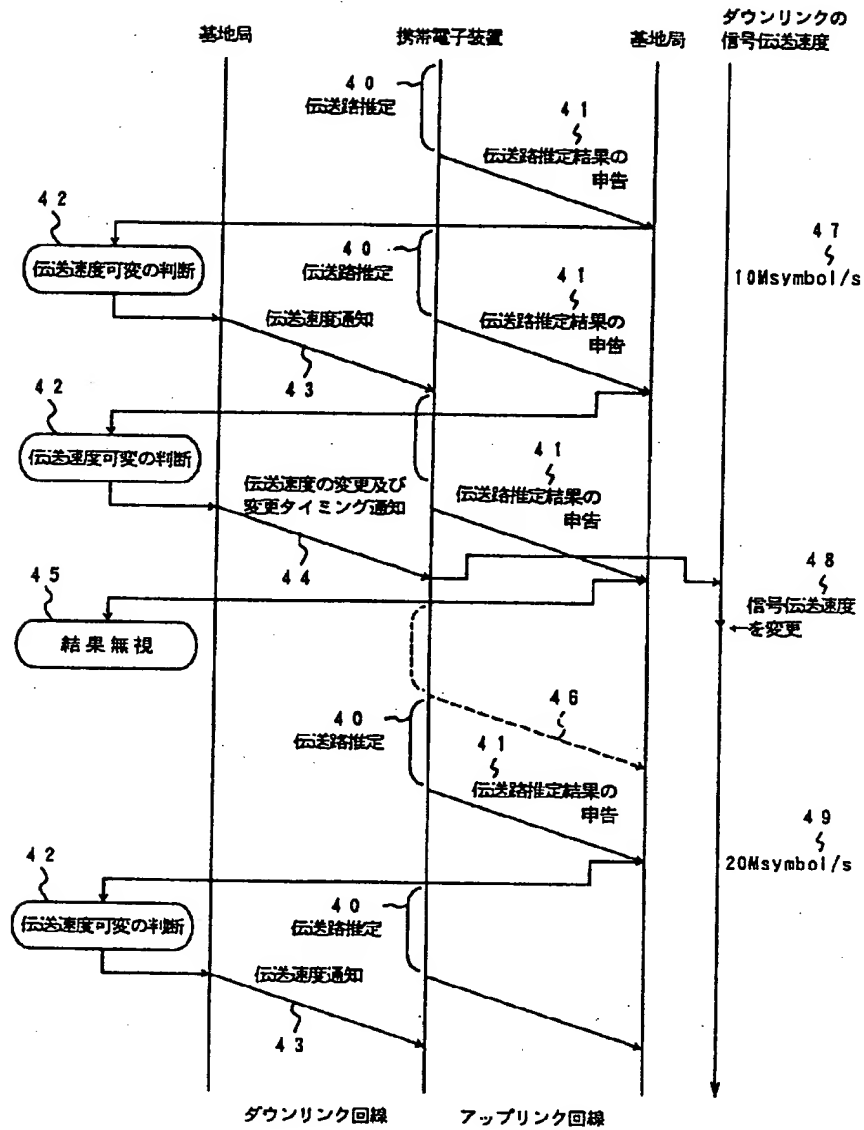 ダウンリンクの
信号伝送速度
基地局
携帯電子装置
基地局
40
伝送路推定
41
伝送路推定結果の
申告
42
伝送速度可変の判断
40
伝送路推定
41
伝送路推定結果の
申告
47
10Msymbol/s
伝送速度通知
43
42
伝送速度可変の判断
41
伝送路推定結果の
申告
伝送速度の変更及び
変更タイミング通知
44
45
結果無視
48
信号伝送速度
←を変更
46
40
伝送路推定
41
伝送路推定結果の
申告
49
20Msymbol/s
42
伝送速度可変の判断
40
伝送路推定
伝送速度通知
43
ダウンリンク回線
アップリンク回線